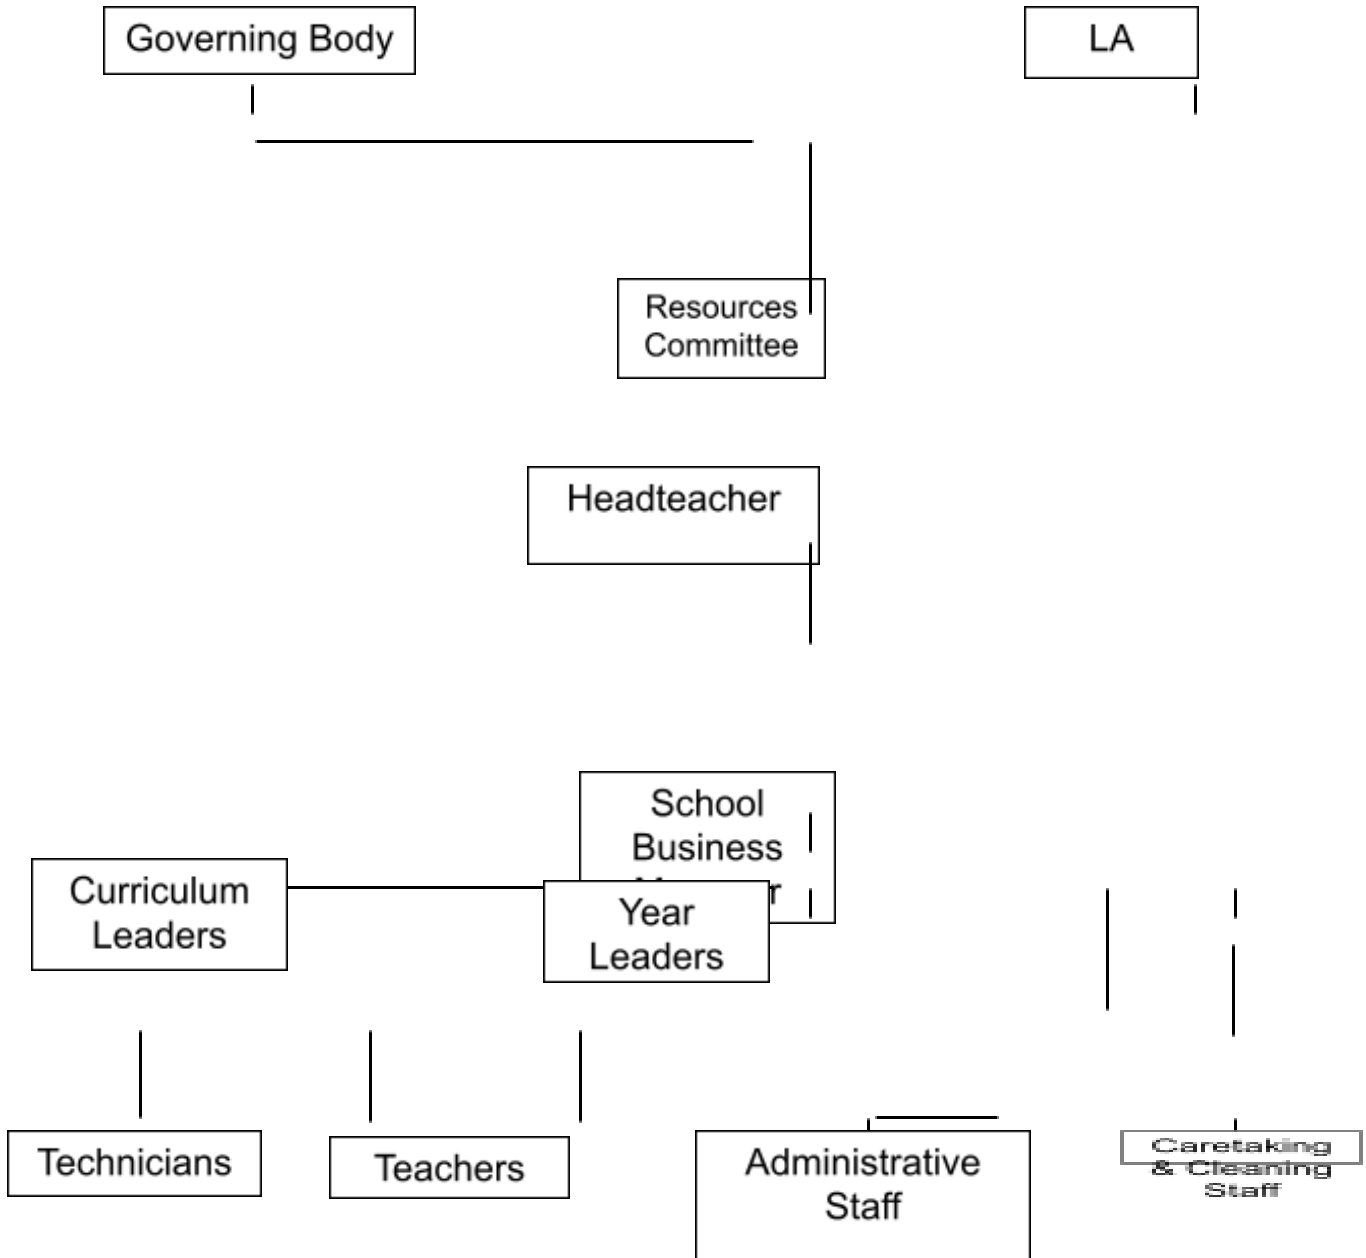 Governing Body
LA
Resources
Committee
Headteacher
School
Business
Curriculum
Leaders
Year
Leaders
Technicians
Teachers
Administrative
Staff
Caretaking
& Cleaning
Staff